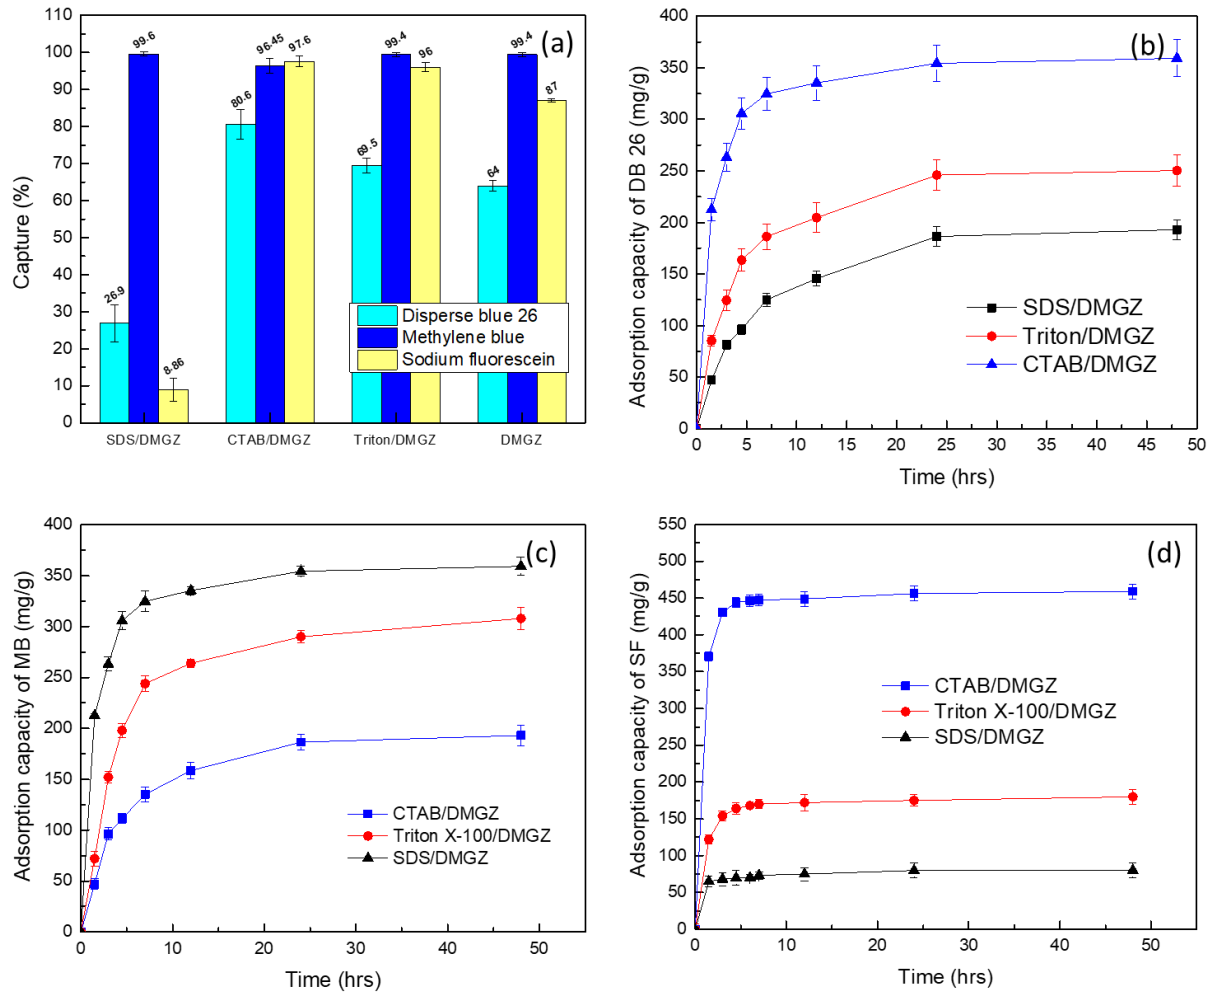 (a)
Capture (%)
110
100
90
80
70
60
50
40
30
20
10
0
26.9
99.6
8-86
80.6
96-45
97.6
69.5
99.4
96
64
99.4
87
Disperse blue 26
Methylene blue
Sodium fluorescein
SDS/DMGZ CTAB/DMGZ Triton/DMGZ DMGZ
(b)
Adsorption capacity of DB 26 (mg/g)
400
350
300
250
200
150
100
50
0
SDS/DMGZ
Triton/DMGZ
CTAB/DMGZ
0 5 10 15 20 25 30 35 40 45 50
Time (hrs)
(c)
Adsorption capacity of MB (mg/g)
400
350
300
250
200
150
100
50
0
CTAB/DMGZ
Triton X-100/DMGZ
SDS/DMGZ
0 10 20 30 40 50
Time (hrs)
(d)
Adsorption capacity of SF (mg/g)
550
500
450
400
350
300
250
200
150
100
50
0
CTAB/DMGZ
Triton X-100/DMGZ
SDS/DMGZ
0 10 20 30 40 50
Time (hrs)